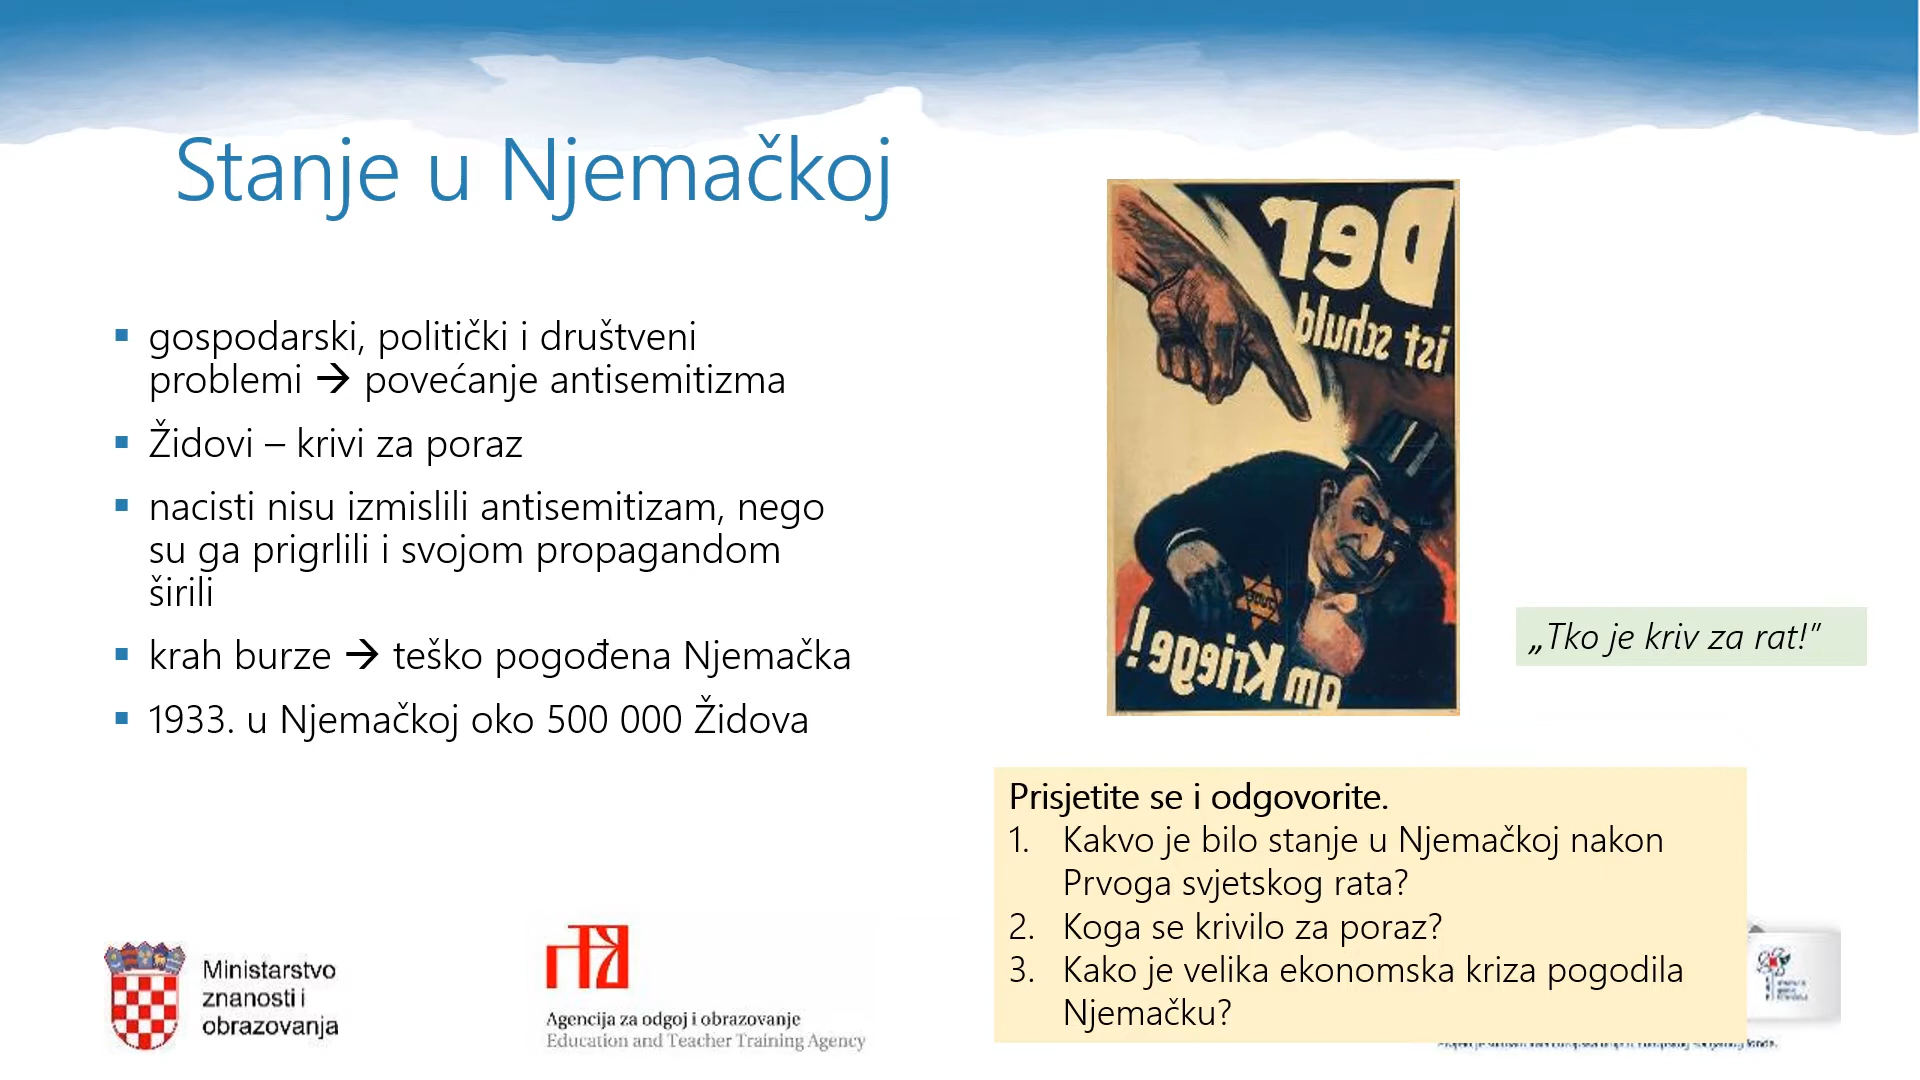 Stanje u Njemačkoj
▪ gospodarski, politički i društveni
problemi → povećanje antisemitizma
▪ Židovi – krivi za poraz
▪ nacisti nisu izmislili antisemitizam, nego
su ga prigrlili i svojom propagandom
širili
▪ krah burze → teško pogođena Njemačka
▪ 1933. u Njemačkoj oko 500 000 Židova
Der
ist schuld
am Kriege!
„Tko je kriv za rat!”
Prisjetite se i odgovorite.
1. Kakvo je bilo stanje u Njemačkoj nakon
Prvoga svjetskog rata?
2. Koga se krivilo za poraz?
3. Kako je velika ekonomska kriza pogodila
Njemačku?
Ministarstvo
znanosti i
obrazovanja
Agencija za odgoj i obrazovanje
Education and Teacher Training Agency